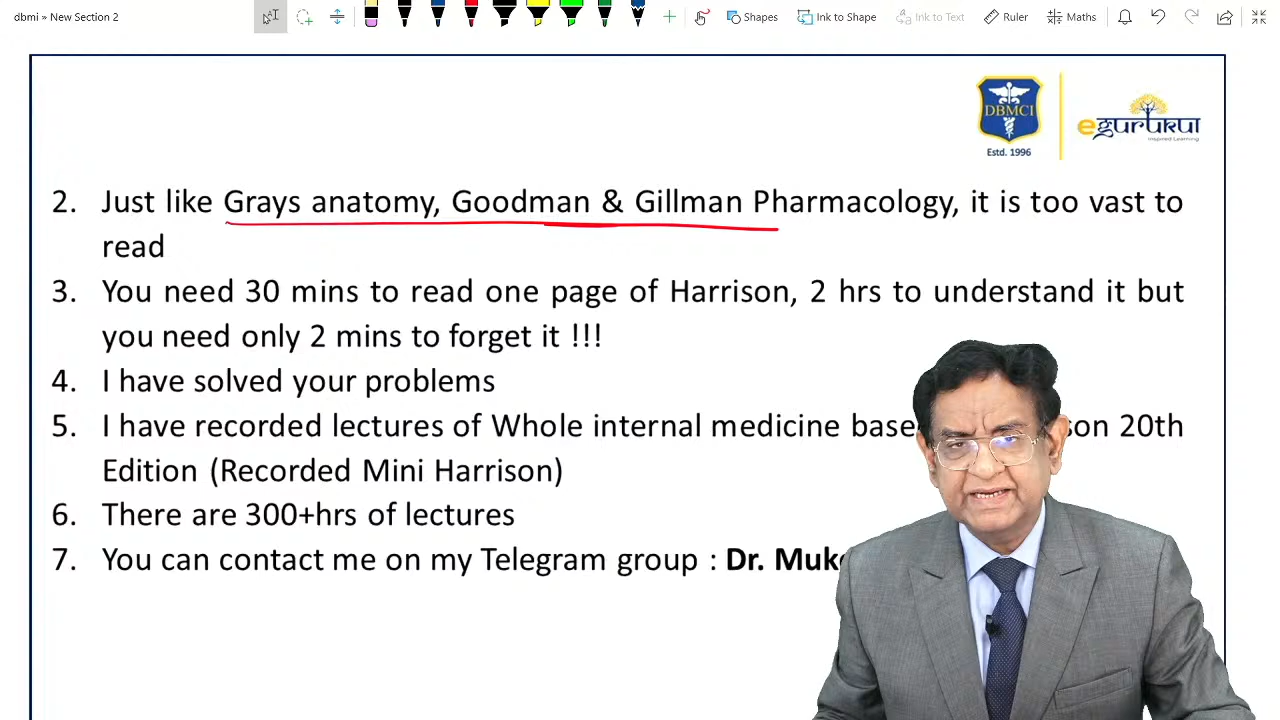 dbmi » New Section 2
Shapes
Ink to Shape
Ink to Text
Ruler
Maths
DBMCI
Estd. 1996
egurukul
Inspired Learning
2. Just like Grays anatomy, Goodman & Gillman Pharmacology, it is too vast to
read
3. You need 30 mins to read one page of Harrison, 2 hrs to understand it but
you need only 2 mins to forget it !!!
4. I have solved your problems
5. I have recorded lectures of Whole internal medicine 20th
Edition (Recorded Mini Harrison)
6. There are 300+hrs of lectures
7. You can contact me on my Telegram group : Dr.